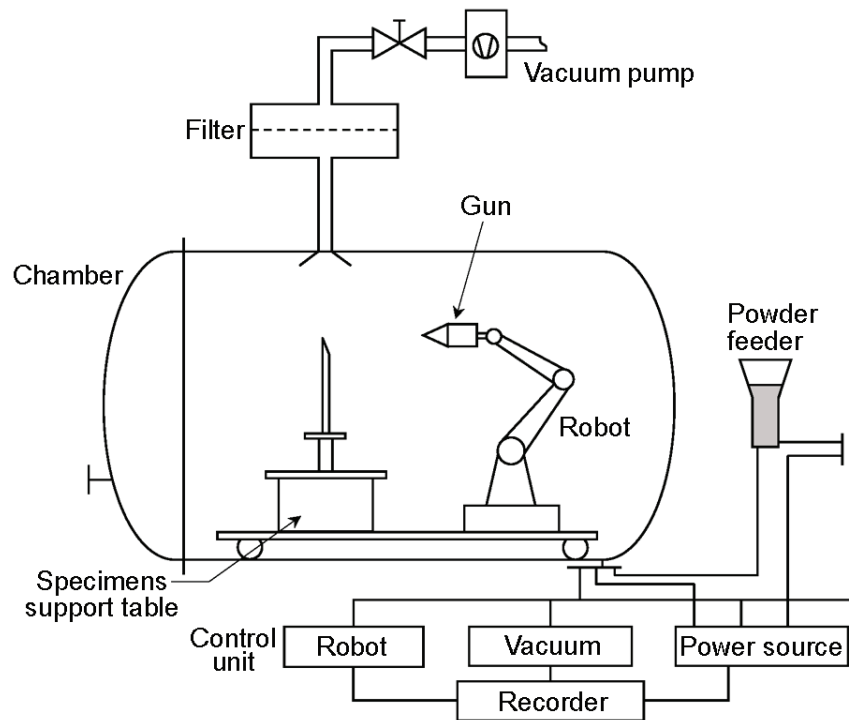 Vacuum pump
Filter
Gun
Chamber
Powder
feeder
Robot
Specimens
support table
Control
unit
Robot
Vacuum
Power source
Recorder